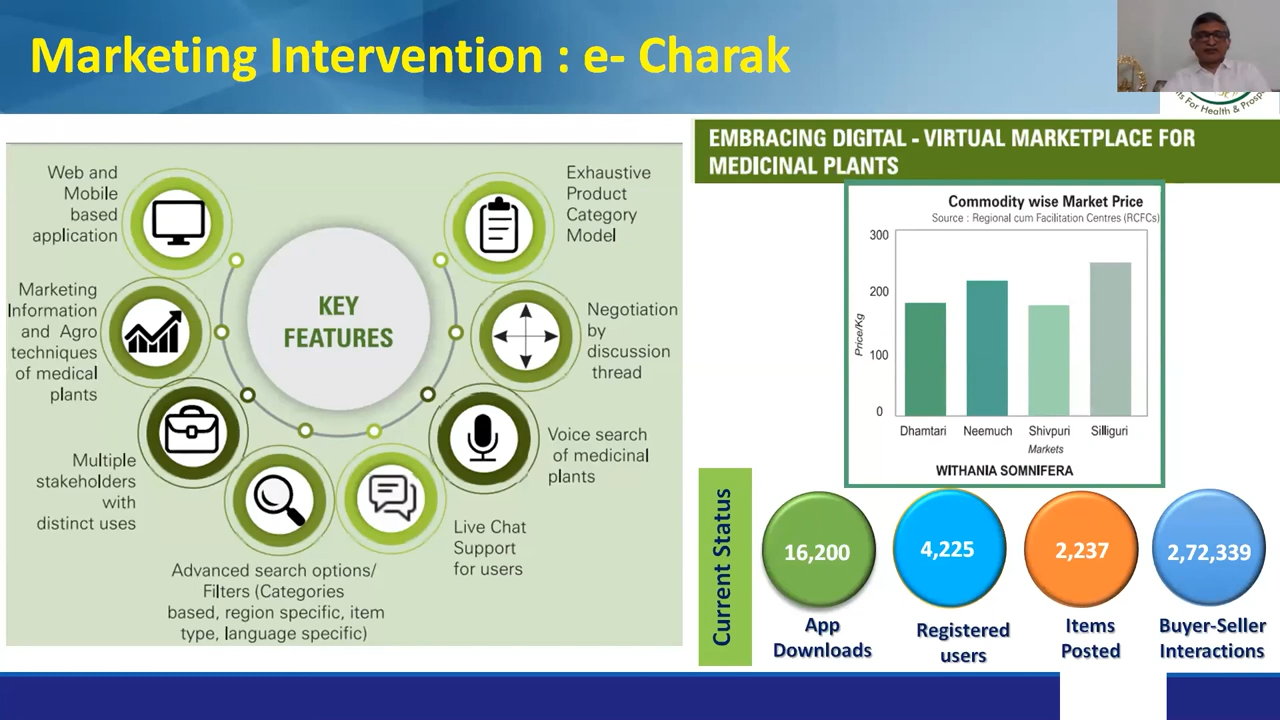 Marketing Intervention : e- Charak
ts For Health & Prosp
Web and
Mobile
based
application
Marketing
Information
and Agro
techniques
of medical
plants
Multiple
stakeholders
with
distinct uses
Advanced search options/
Filters (Categories
based, region specific, item
type, language specific)
KEY
FEATURES
Exhaustive
Product
Category
Model
Negotiation
by
discussion
thread
Voice search
of medicinal
plants
Live Chat
Support
for users
EMBRACING DIGITAL - VIRTUAL MARKETPLACE FOR
MEDICINAL PLANTS
Commodity wise Market Price
Source : Regional cum Facilitation Centres (RCFCs)
Price/Kg
300
200
100
0
Dhamtari Neemuch Shivpuri Silliguri
Markets
WITHANIA SOMNIFERA
Current Status
16,200 4,225 2,237 2,72,339
App
Downloads
Registered
users
Items
Posted
Buyer-Seller
Interactions